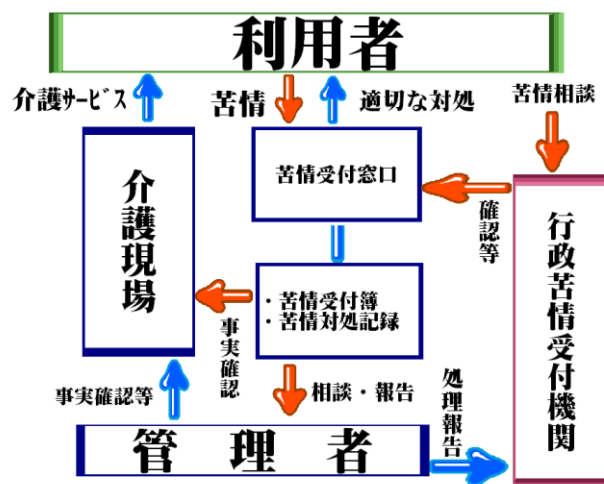 利用者
介護サービス
苦情
適切な対処
苦情相談
苦情受付窓口
介護現場
確認等
行政苦情受付機関
・苦情受付簿
・苦情対処記録
事実確認
事実確認等
相談・報告
処理報告
管理者